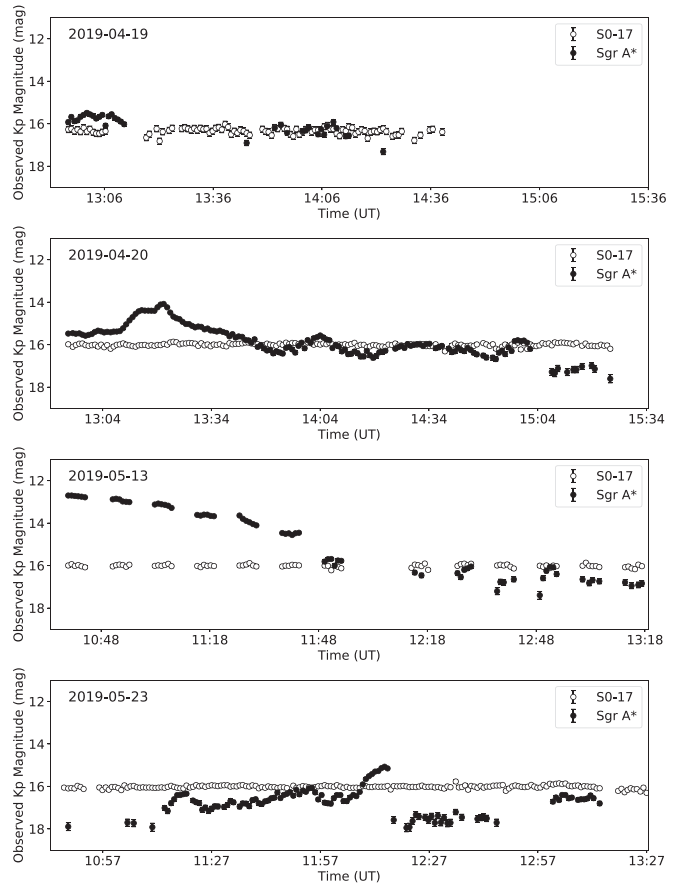 2019-04-19
S0-17
Sgr A*
12
14
16
18
Observed Kp Magnitude (mag)
13:06 13:36 14:06 14:36 15:06 15:36
Time (UT)
2019-04-20
S0-17
Sgr A*
12
14
16
18
Observed Kp Magnitude (mag)
13:04 13:34 14:04 14:34 15:04 15:34
Time (UT)
2019-05-13
S0-17
Sgr A*
12
14
16
18
Observed Kp Magnitude (mag)
10:48 11:18 11:48 12:18 12:48 13:18
Time (UT)
2019-05-23
S0-17
Sgr A*
12
14
16
18
Observed Kp Magnitude (mag)
10:57 11:27 11:57 12:27 12:57 13:27
Time (UT)